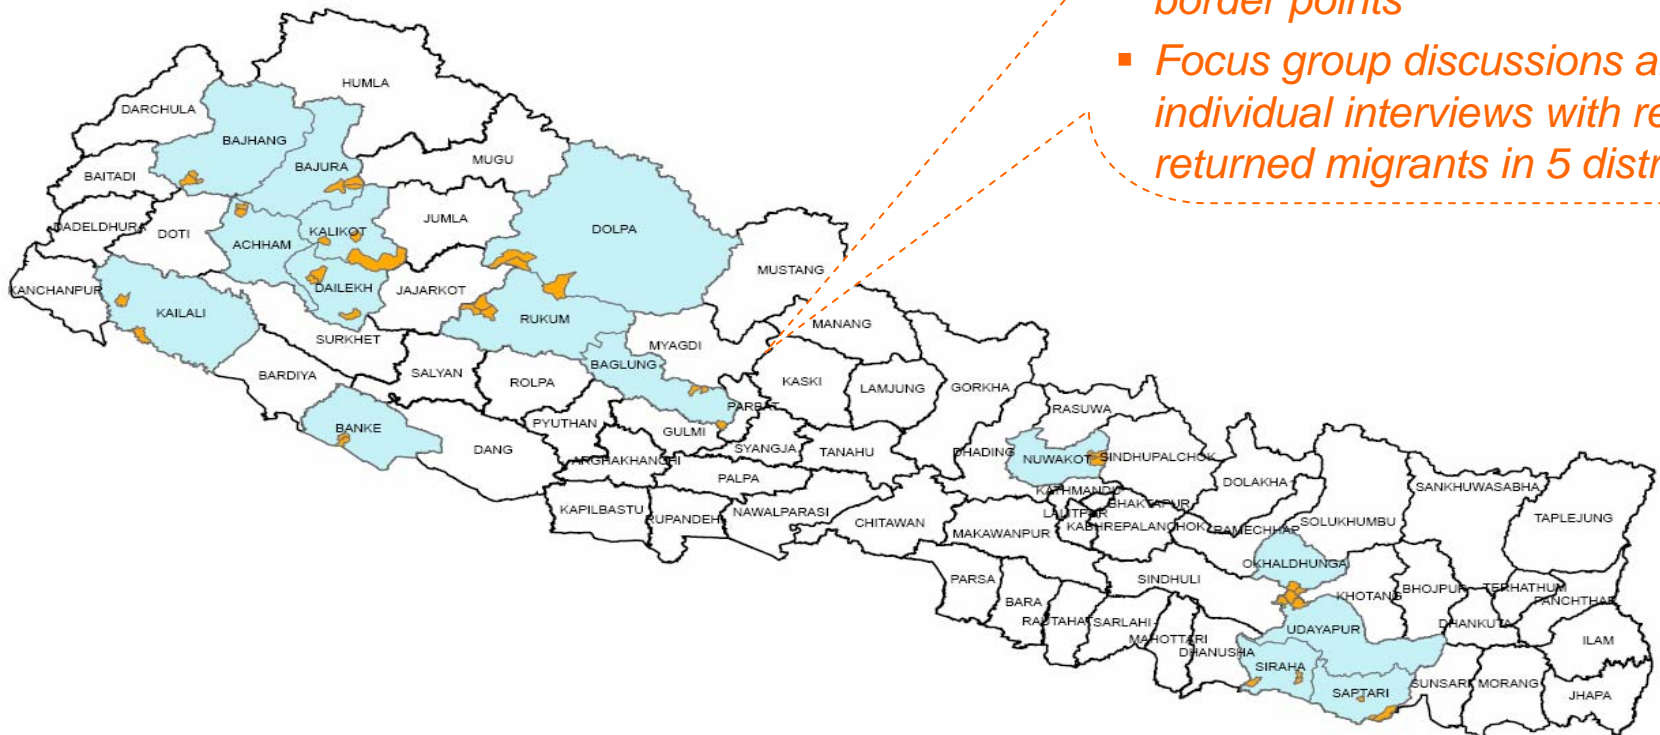 border points
▪ Focus group discussions a
individual interviews with re
returned migrants in 5 distr
HUMLA
DARCHULA
BAJHANG
MUGU
BAJURA
BAITADI
JUMLA
DADELDHURA
DOTI
KALIKOT
DOLPA
ACHHAM
MUSTANG
KANCHANPUR
DAILEKH
JAJARKOT
KAILALI
RUKUM
MANANG
SURKHET
MYAGDI
BAGLUNG
BARDIYA
SALYAN
ROLPA
KASKI
LAMJUNG
GORKHA
PARBAT
RASUWA
BANKE
PYUTHAN
GULMI
DANG
SYANGJA
TANAHU
DHADING
NUWAKOT
SINDHUPALCHOK
ARGHAKHANCHI
PALPA
KATHMANDU
DOLAKHA
SANKHUWASABHA
BHAKTAPUR
KAPILBASTU
RUPANDEHI
NAWALPARASI
LALITPUR
CHITAWAN
MAKAWANPUR
KABHREPALANCHOK
RAMECHHAP
SOLUKHUMBU
TAPLEJUNG
OKHALDHUNGA
PARSA
SINDHULI
BARA
KHOTANG
BHOJPUR
TERHATHUM
PANCHTHAR
RAUTAHAT
SARLAHI
UDAYAPUR
DHANKUTA
MAHOTTARI
ILAM
DHANUSHA
SIRAHA
SAPTARI
SUNSARI
MORANG
JHAPA